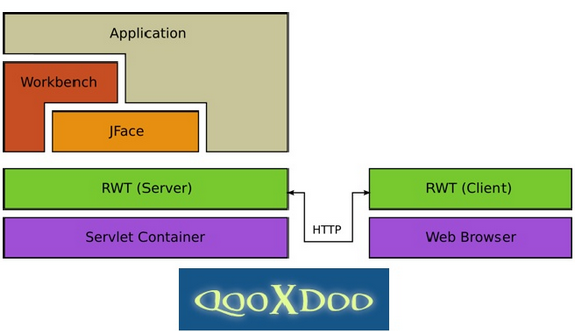 Application
Workbench
JFace
RWT (Server)
RWT (Client)
HTTP
Servlet Container
Web Browser
QooXDoo